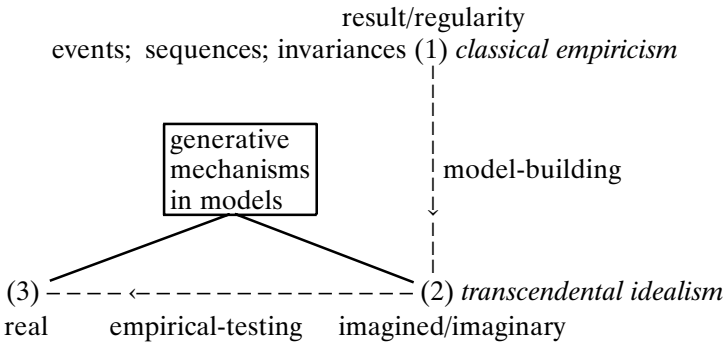 result/regularity
events; sequences; invariances (1) classical empiricism
generative
mechanisms
in models
model-building
(3) (2) transcendental idealism
real empirical-testing imagined/imaginary